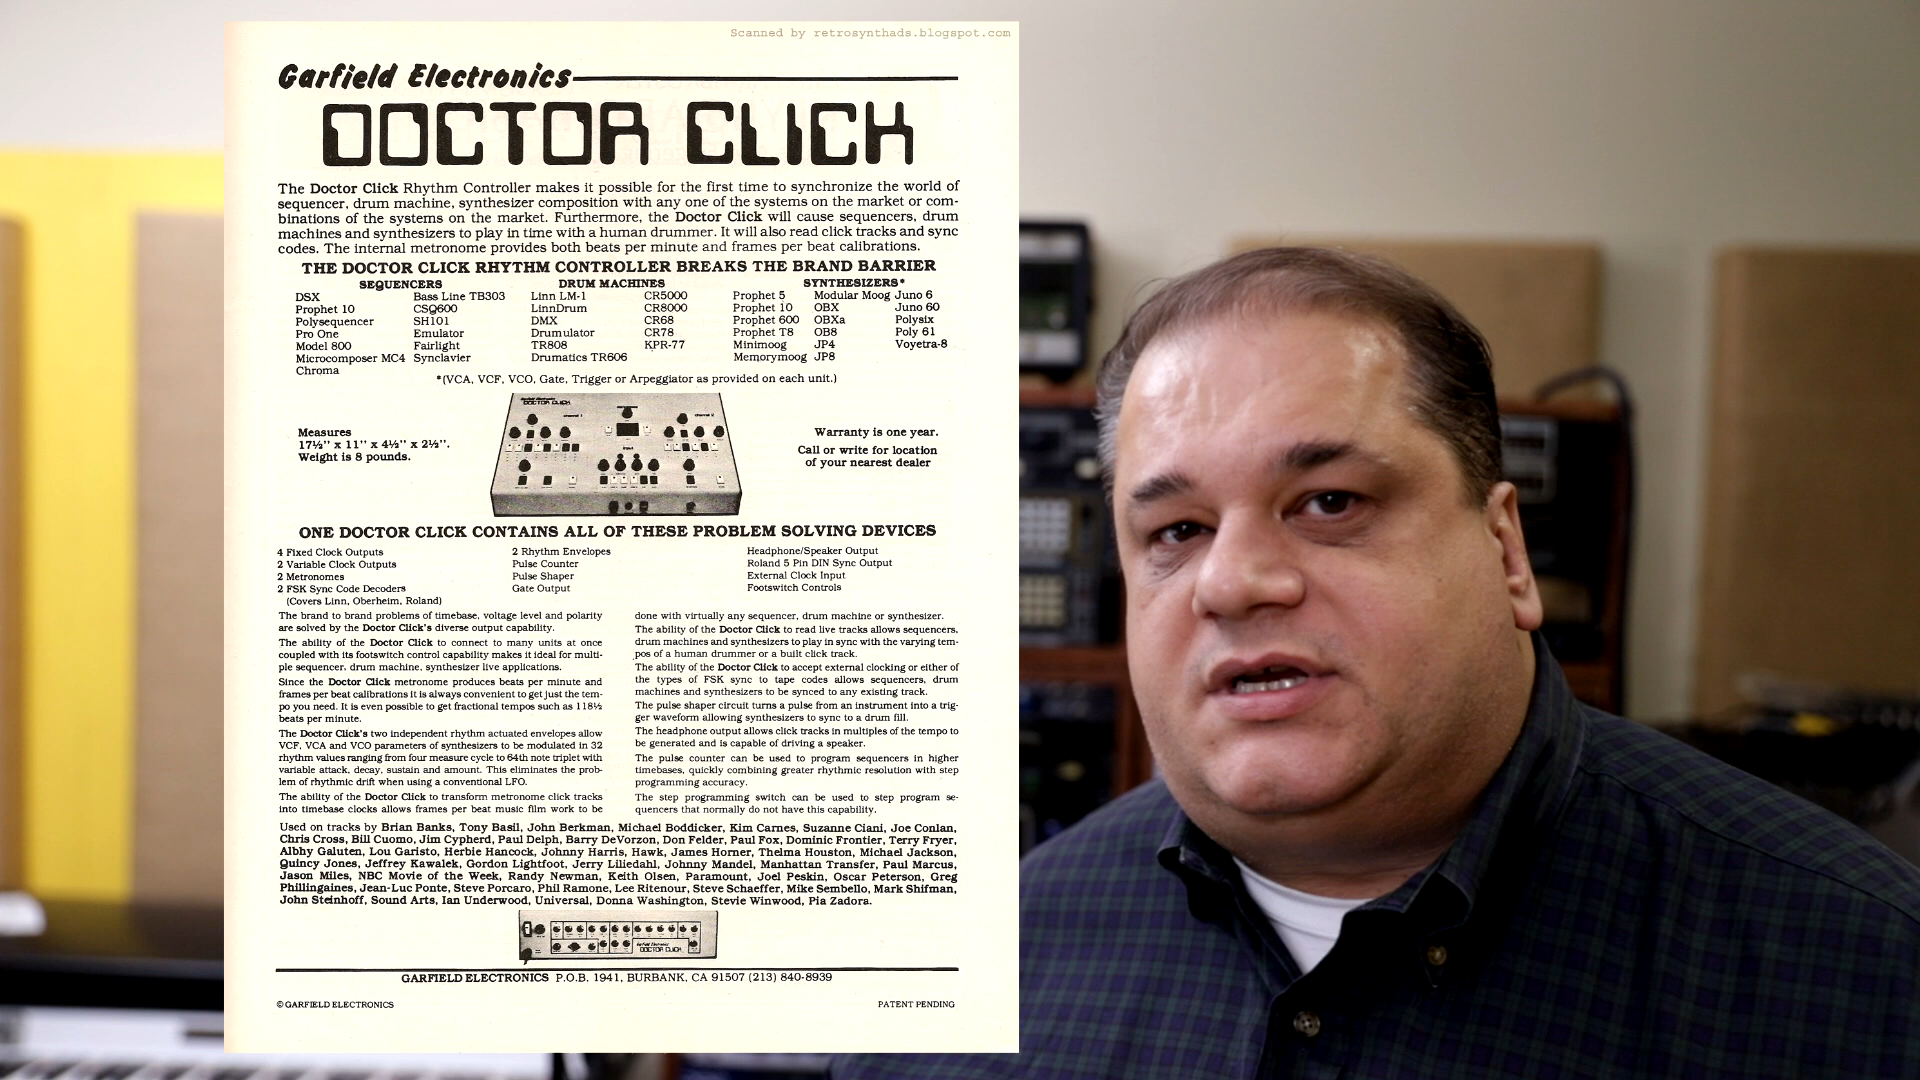 Scanned by retrosynthads.blogspot.com
Garfield Electronics
DOCTOR CLICK
The Doctor Click Rhythm Controller makes it possible for the first time to synchronize the world of
sequencer, drum machine, synthesizer composition with any one of the systems on the market or com-
binations of the systems on the market. Furthermore, the Doctor Click will cause sequencers, drum
machines and synthesizers to play in time with a human drummer. It will also read click tracks and sync
codes. The internal metronome provides both beats per minute and frames per beat calibrations.
THE DOCTOR CLICK RHYTHM CONTROLLER BREAKS THE BRAND BARRIER
SEQUENCERS
DSX
Prophet 10
Polysequencer
Pro One
Model 800
Microcomposer MC4
Chroma
Bass Line TB303
CSQ600
SH101
Emulator
Fairlight
Synclavier
DRUM MACHINES
Linn LM-1
LinnDrum
DMX
Drumulator
TR808
Drumatics TR606
CR5000
CR8000
CR68
CR78
KPR-77
SYNTHESIZERS*
Prophet 5
Prophet 10
Prophet 600
Prophet T8
Minimoog
Memorymoog
Modular Moog
OBX
OBXa
OB8
JP4
JP8
Juno 6
Juno 60
Polysix
Poly 61
Voyetra-8
*(VCA, VCF, VCO, Gate, Trigger or Arpeggiator as provided on each unit.)
Measures
17½" x 11" x 4½" x 2½".
Weight is 8 pounds.
Warranty is one year.
Call or write for location
of your nearest dealer
ONE DOCTOR CLICK CONTAINS ALL OF THESE PROBLEM SOLVING DEVICES
4 Fixed Clock Outputs
2 Variable Clock Outputs
2 Metronomes
2 FSK Sync Code Decoders
(Covers Linn, Oberheim, Roland)
2 Rhythm Envelopes
Pulse Counter
Pulse Shaper
Gate Output
Headphone/Speaker Output
Roland 5 Pin DIN Sync Output
External Clock Input
Footswitch Controls
The brand to brand problems of timebase, voltage level and polarity
are solved by the Doctor Click's diverse output capability.
The ability of the Doctor Click to connect to many units at once
coupled with its footswitch control capability makes it ideal for multi-
ple sequencer, drum machine, synthesizer live applications.
Since the Doctor Click metronome produces beats per minute and
frames per beat calibrations it is always convenient to get just the tem-
po you need. It is even possible to get fractional tempos such as 118½
beats per minute.
The Doctor Click's two independent rhythm actuated envelopes allow
VCF, VCA and VCO parameters of synthesizers to be modulated in 32
rhythm values ranging from four measure cycle to 64th note triplet with
variable attack, decay, sustain and amount. This eliminates the prob-
lem of rhythmic drift when using a conventional LFO.
The ability of the Doctor Click to transform metronome click tracks
into timebase clocks allows frames per beat music film work to be
done with virtually any sequencer, drum machine or synthesizer.
The ability of the Doctor Click to read live tracks allows sequencers,
drum machines and synthesizers to play in sync with the varying tem-
pos of a human drummer or a built click track.
The ability of the Doctor Click to accept external clocking or either of
the types of FSK sync to tape codes allows sequencers, drum
machines and synthesizers to be synced to any existing track.
The pulse shaper circuit turns a pulse from an instrument into a trig-
ger waveform allowing synthesizers to sync to a drum fill.
The headphone output allows click tracks in multiples of the tempo to
be generated and is capable of driving a speaker.
The pulse counter can be used to program sequencers in higher
timebases, quickly combining greater rhythmic resolution with step
programming accuracy.
The step programming switch can be used to step program se-
quencers that normally do not have this capability.
Used on tracks by Brian Banks, Tony Basil, John Berkman, Michael Boddicker, Kim Carnes, Suzanne Ciani, Joe Conlan,
Chris Cross, Bill Cuomo, Jim Cypherd, Paul Delph, Barry DeVorzon, Don Felder, Paul Fox, Dominic Frontier, Terry Fryer,
Albhy Galuten, Lou Garisto, Herbie Hancock, Johnny Harris, Hawk, James Horner, Thelma Houston, Michael Jackson,
Quincy Jones, Jeffrey Kawalek, Gordon Lightfoot, Jerry Liliedahl, Johnny Mandel, Manhattan Transfer, Paul Marcus,
Jason Miles, NBC Movie of the Week, Randy Newman, Keith Olsen, Paramount, Joel Peskin, Oscar Peterson, Greg
Phillingaines, Jean-Luc Ponte, Steve Porcaro, Phil Ramone, Lee Ritenour, Steve Schaeffer, Mike Sembello, Mark Shifman,
John Steinhoff, Sound Arts, Ian Underwood, Universal, Donna Washington, Stevie Winwood, Pia Zadora.
GARFIELD ELECTRONICS P.O.B. 1941, BURBANK, CA 91507 (213) 840-8939
© GARFIELD ELECTRONICS
PATENT PENDING